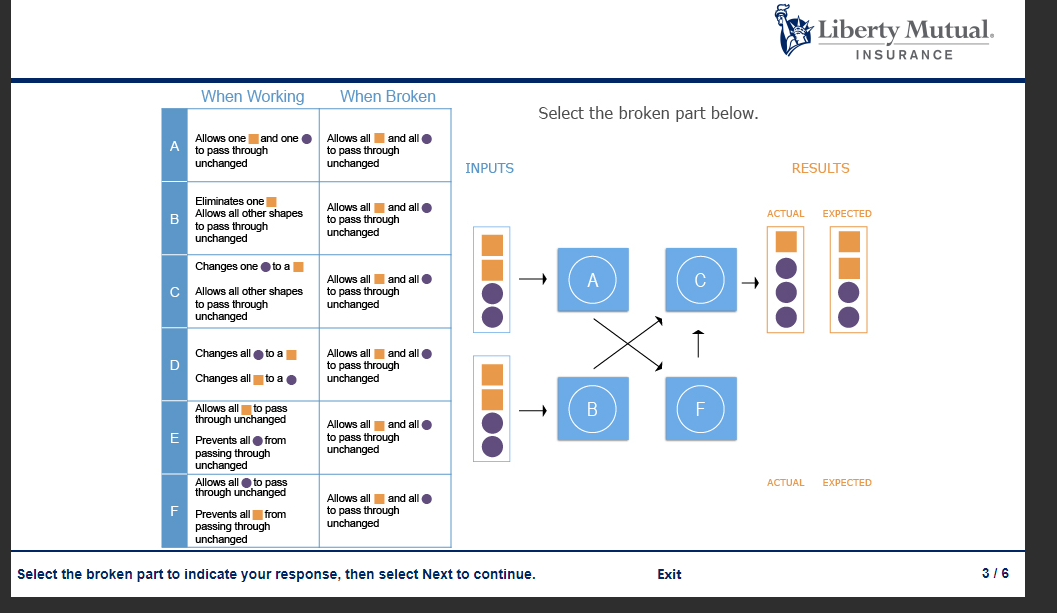 Liberty Mutual.
INSURANCE
When Working When Broken
Select the broken part below.
A
Allows one and one
to pass through
unchanged
Allows all and all
to pass through
unchanged
B
Eliminates one
Allows all other shapes
to pass through
unchanged
Allows all and all
to pass through
unchanged
C
Changes one to a
Allows all other shapes
to pass through
unchanged
Allows all and all
to pass through
unchanged
D
Changes all to a
Changes all to a
Allows all and all
to pass through
unchanged
E
Allows all to pass
through unchanged
Prevents all from
passing through
unchanged
Allows all and all
to pass through
unchanged
F
Allows all to pass
through unchanged
Prevents all from
passing through
unchanged
Allows all and all
to pass through
unchanged
INPUTS
RESULTS
ACTUAL EXPECTED
A
C
B
F
ACTUAL EXPECTED
Select the broken part to indicate your response, then select Next to continue.
Exit
3 / 6